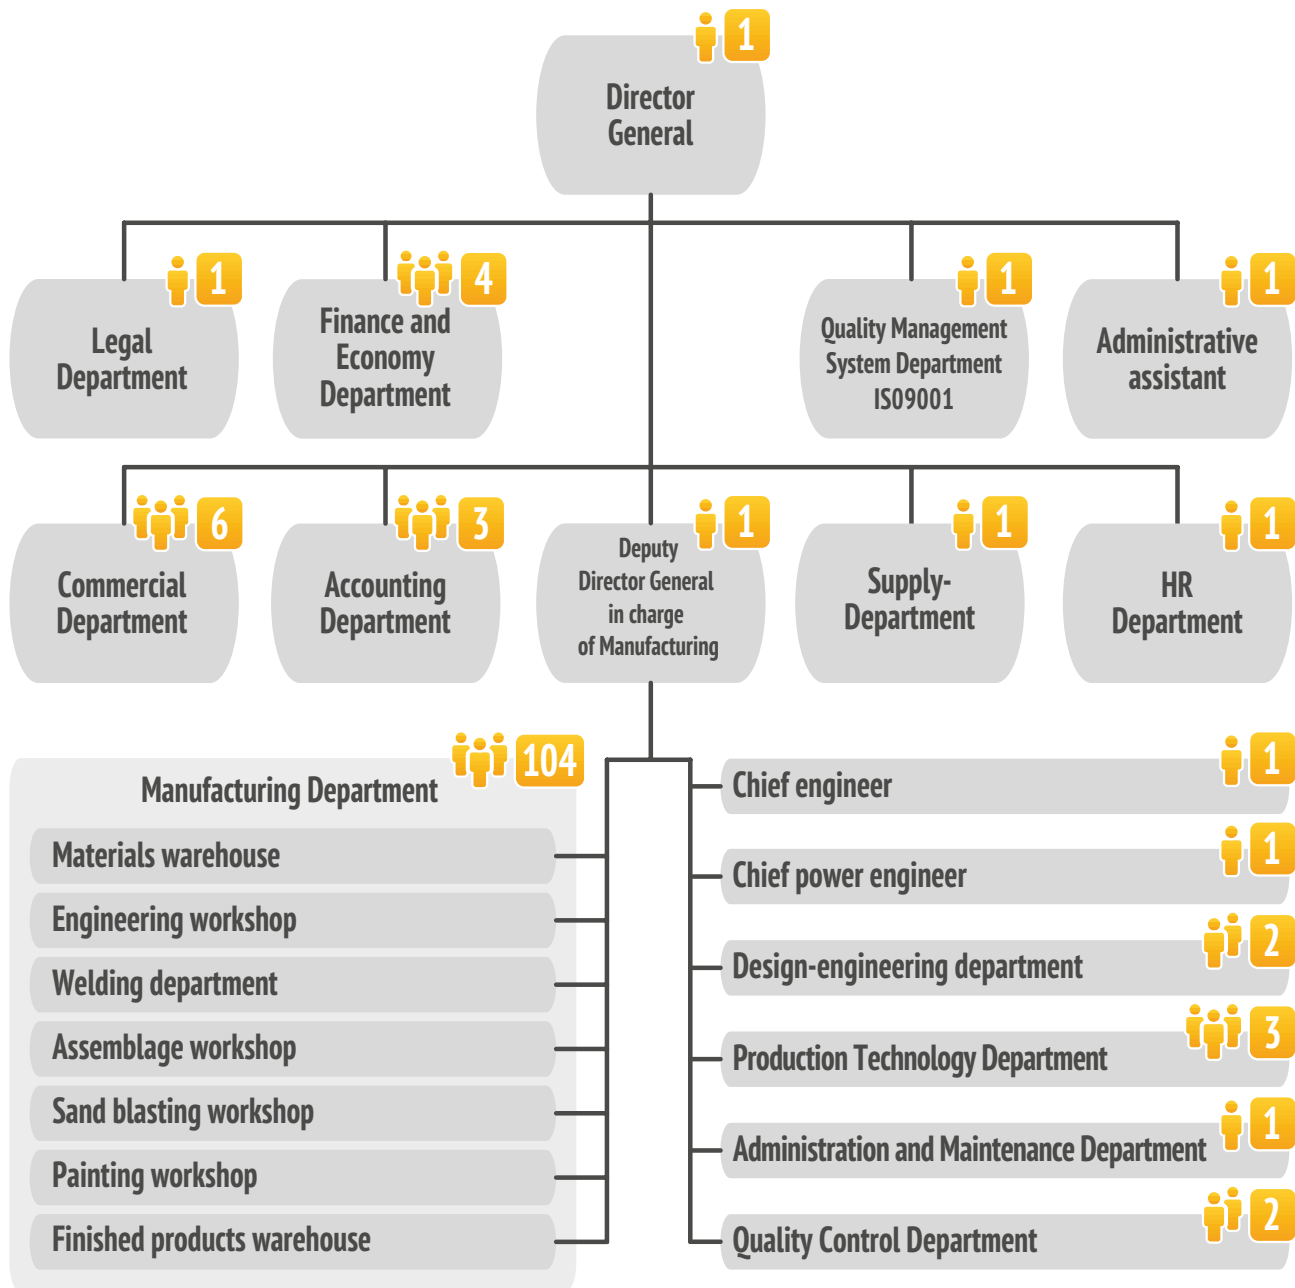 1
Director
General
1
4
1
1
Legal
Department
Finance and
Economy
Department
Quality Management
System Department
IS09001
Administrative
assistant
6
3
1
1
1
Commercial
Department
Accounting
Department
Deputy
Director General
in charge
of Manufacturing
Supply-
Department
HR
Department
104
Manufacturing Department
Materials warehouse
Engineering workshop
Welding department
Assemblage workshop
Sand blasting workshop
Painting workshop
Finished products warehouse
1
Chief engineer
1
Chief power engineer
2
Design-engineering department
3
Production Technology Department
1
Administration and Maintenance Department
2
Quality Control Department